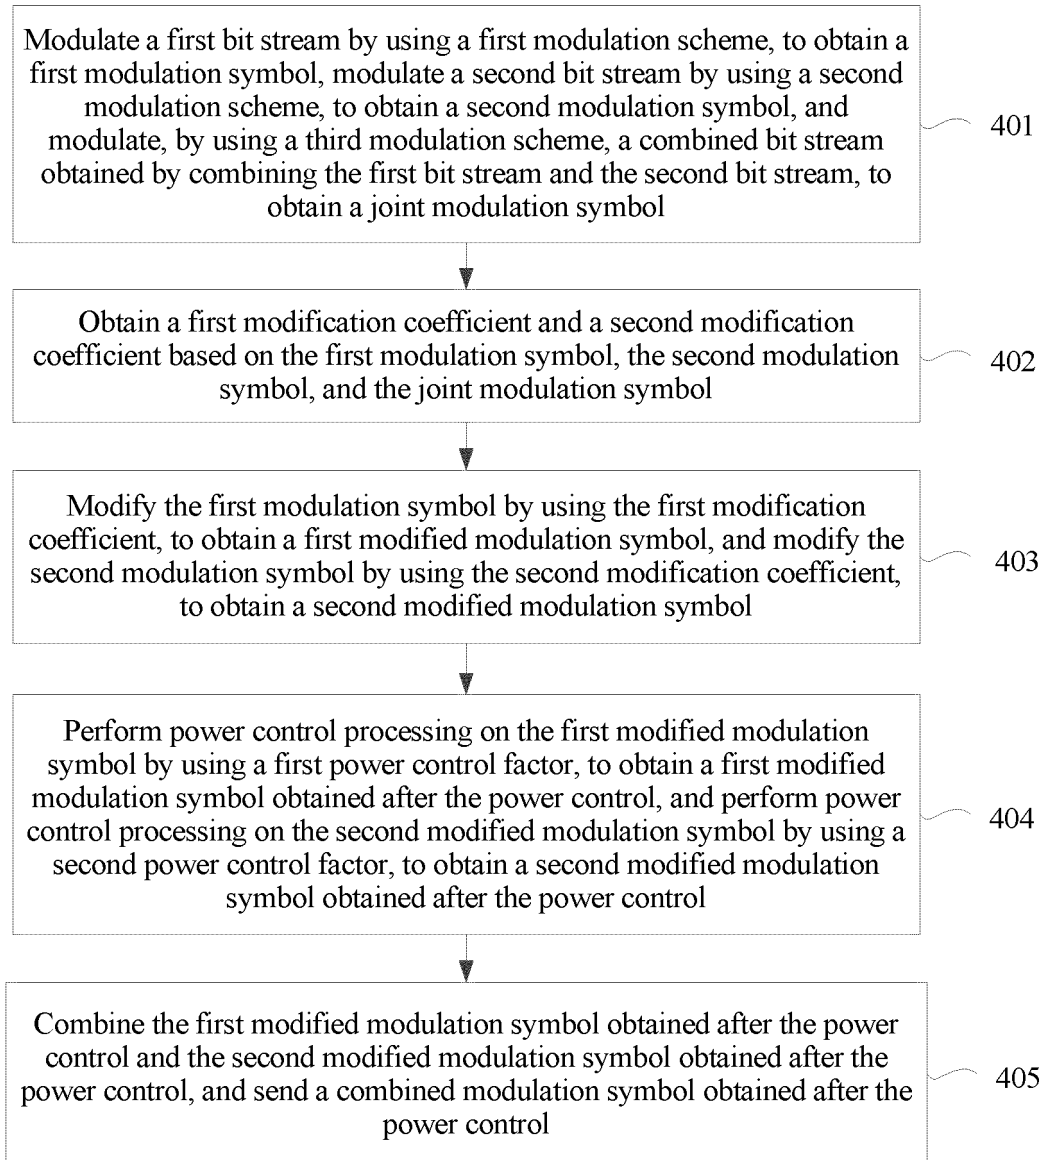 Modulate a first bit stream by using a first modulation scheme, to obtain a
first modulation symbol, modulate a second bit stream by using a second
modulation scheme, to obtain a second modulation symbol, and
modulate, by using a third modulation scheme, a combined bit stream
obtained by combining the first bit stream and the second bit stream, to
obtain a joint modulation symbol
401
Obtain a first modification coefficient and a second modification
coefficient based on the first modulation symbol, the second modulation
symbol, and the joint modulation symbol
402
Modify the first modulation symbol by using the first modification
coefficient, to obtain a first modified modulation symbol, and modify the
second modulation symbol by using the second modification coefficient,
to obtain a second modified modulation symbol
403
Perform power control processing on the first modified modulation
symbol by using a first power control factor, to obtain a first modified
modulation symbol obtained after the power control, and perform power
control processing on the second modified modulation symbol by using a
second power control factor, to obtain a second modified modulation
symbol obtained after the power control
404
Combine the first modified modulation symbol obtained after the power
control and the second modified modulation symbol obtained after the
power control, and send a combined modulation symbol obtained after the
power control
405